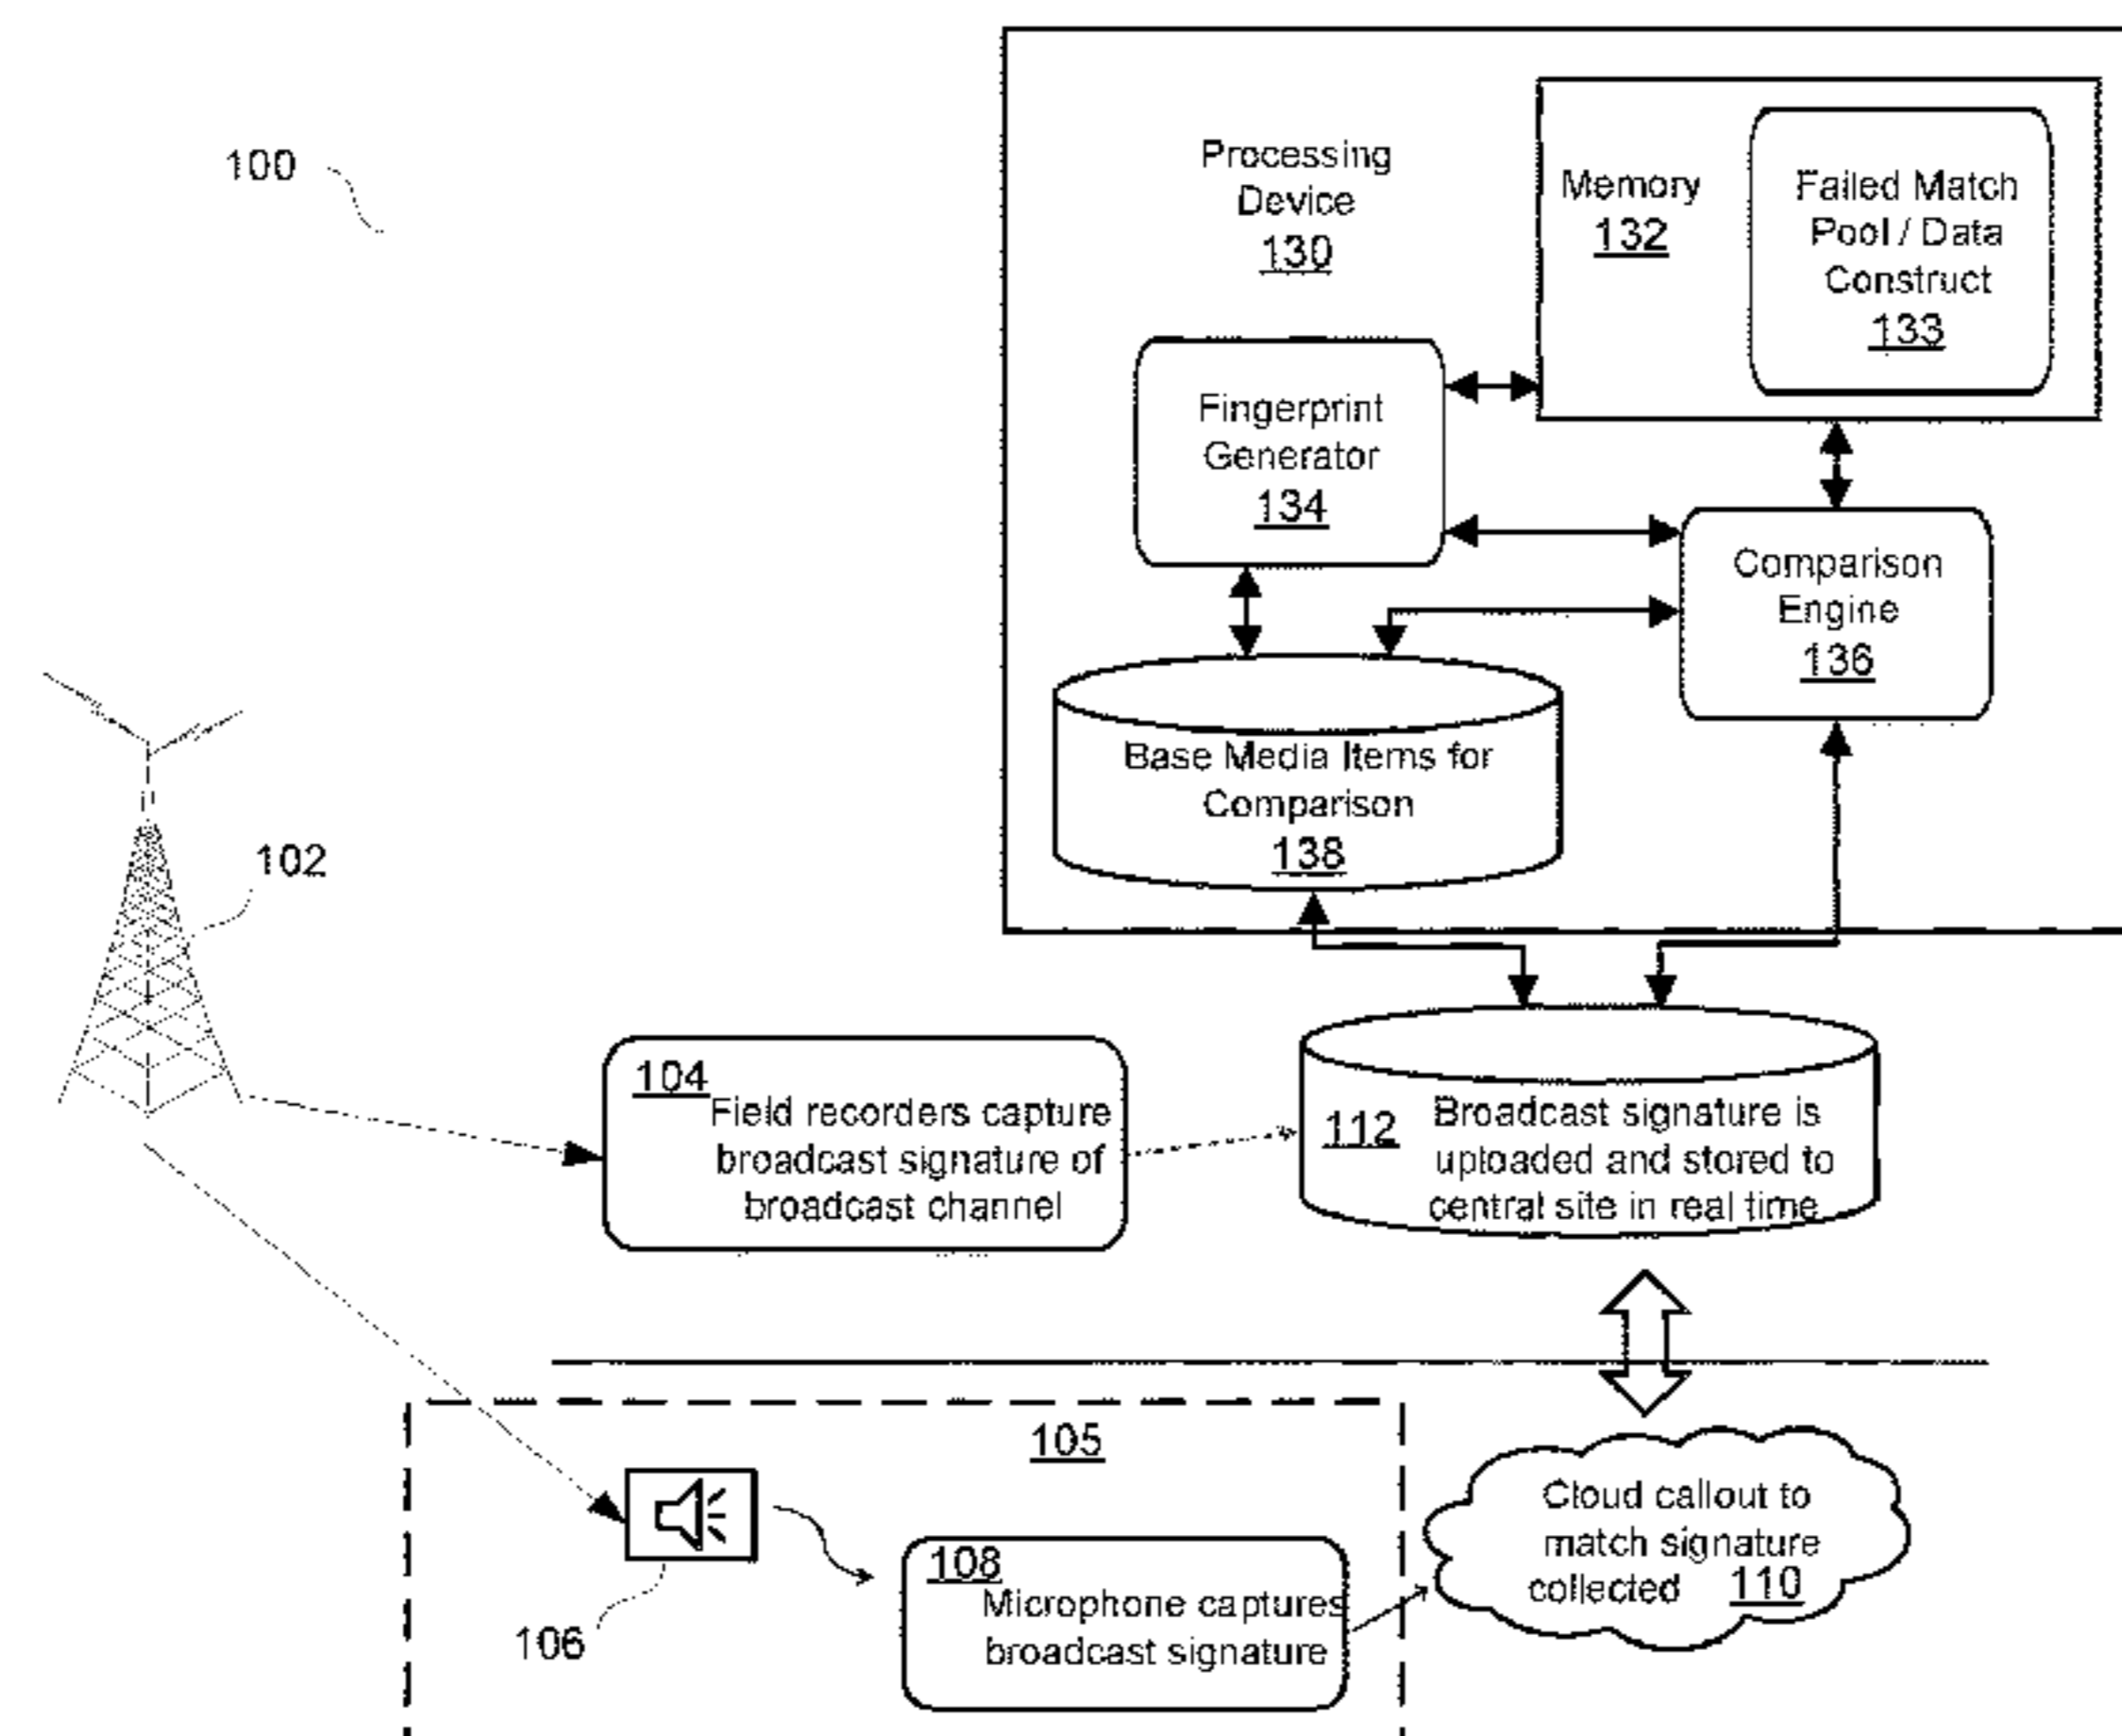 100
Processing
Device
130
Memory
132
Failed Match
Pool / Data
Construct
133
Fingerprint
Generator
134
Comparison
Engine
136
Base Media Items for
Comparison
138
102
104
Field recorders capture
broadcast signature of
broadcast channel
112
Broadcast signature is
uploaded and stored to
central site in real time
105
106
108
Microphone captures
broadcast signature
Cloud callout to
match signature
collected 110